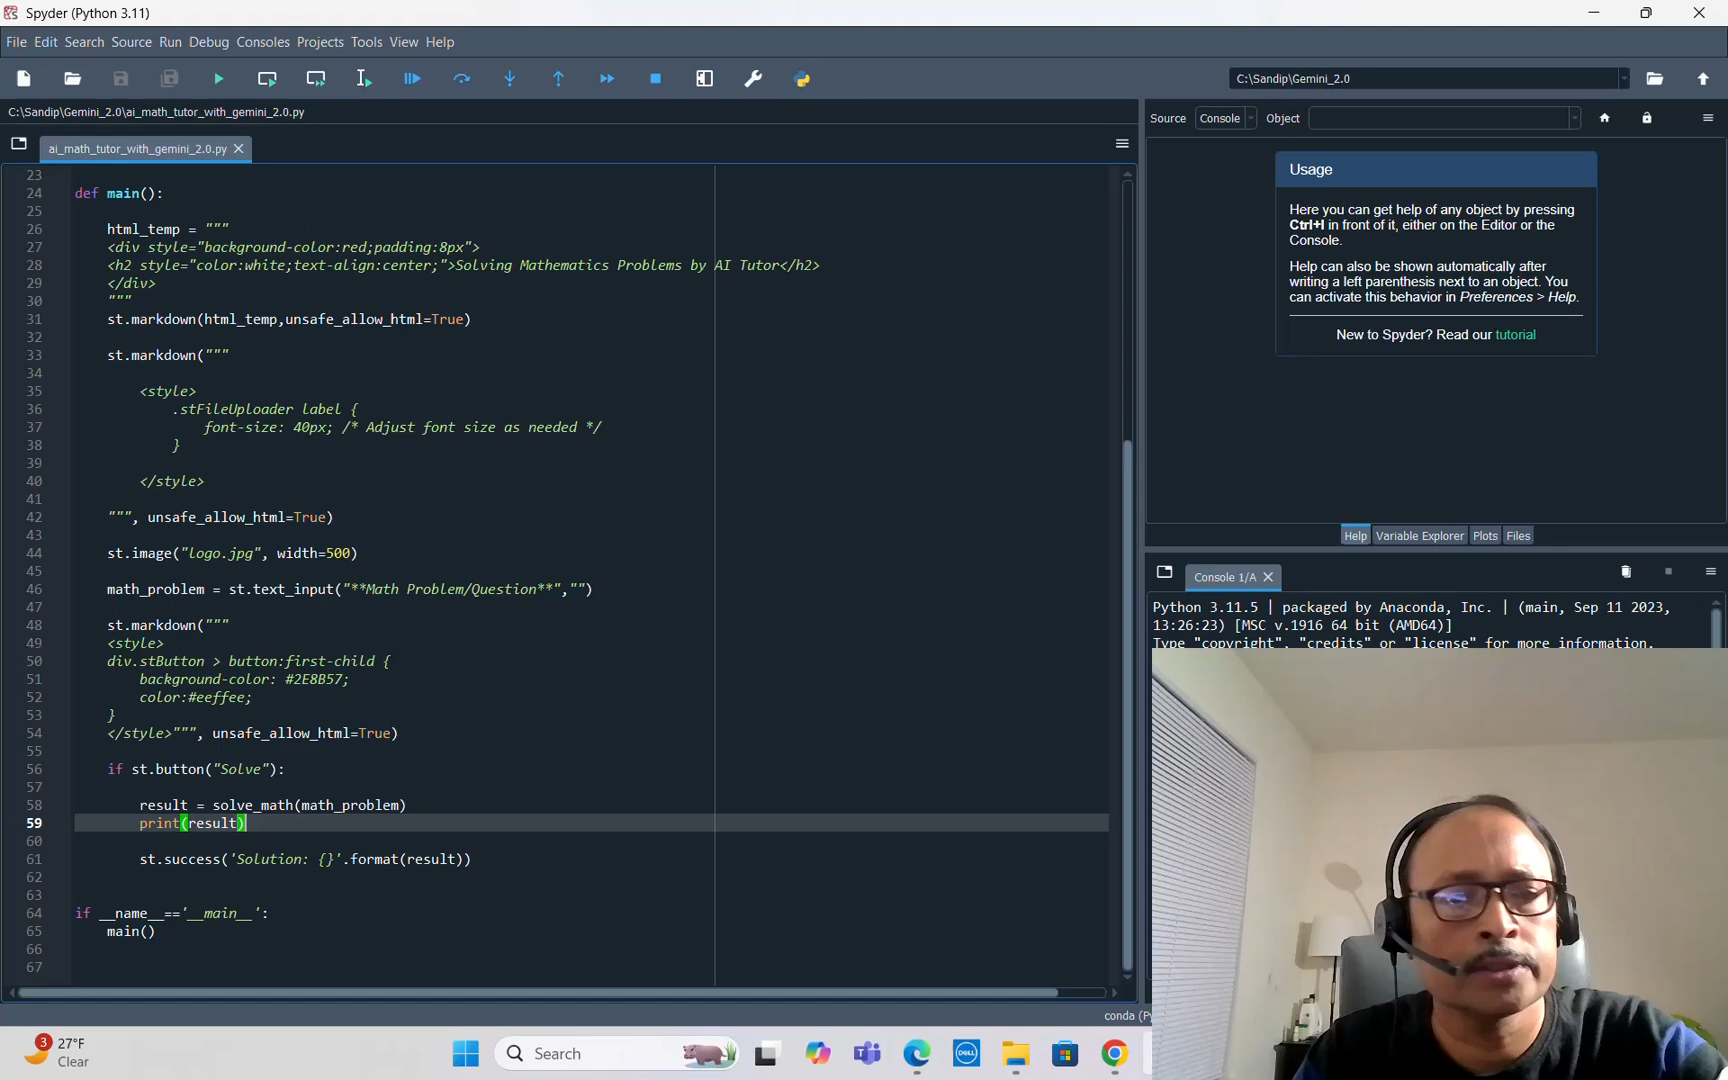 Spyder (Python 3.11)
File Edit Search Source Run Debug Consoles Projects Tools View Help
C:\Sandip\Gemini_2.0
C:\Sandip\Gemini_2.0\ai_math_tutor_with_gemini_2.0.py
ai_math_tutor_with_gemini_2.0.py
23
24 def main():
25
26 html_temp = """
27 <div style="background-color:red;padding:8px">
28 <h2 style="color:white;text-align:center;">Solving Mathematics Problems by AI Tutor</h2>
29 </div>
30 """
31 st.markdown(html_temp,unsafe_allow_html=True)
32
33 st.markdown("""
34
35 <style>
36 .stFileUploader label {
37 font-size: 40px; /* Adjust font size as needed */
38 }
39
40 </style>
41
42 """, unsafe_allow_html=True)
43
44 st.image("logo.jpg", width=500)
45
46 math_problem = st.text_input("**Math Problem/Question**","")
47
48 st.markdown("""
49 <style>
50 div.stButton > button:first-child {
51 background-color: #2E8B57;
52 color:#eeffee;
53 }
54 </style>""", unsafe_allow_html=True)
55
56 if st.button("Solve"):
57
58 result = solve_math(math_problem)
59 print(result)
60
61 st.success('Solution: {}'.format(result))
62
63
64 if __name__=='__main__':
65 main()
66
67
Source Console Object
Usage
Here you can get help of any object by pressing
Ctrl+I in front of it, either on the Editor or the
Console.
Help can also be shown automatically after
writing a left parenthesis next to an object. You
can activate this behavior in Preferences > Help.
New to Spyder? Read our tutorial
Help Variable Explorer Plots Files
Console 1/A
Python 3.11.5 | packaged by Anaconda, Inc. | (main, Sep 11 2023,
13:26:23) [MSC v.1916 64 bit (AMD64)]
Type "copyright", "credits" or "license" for more information.
conda (Py
3
27°F
Clear
Search
DELL